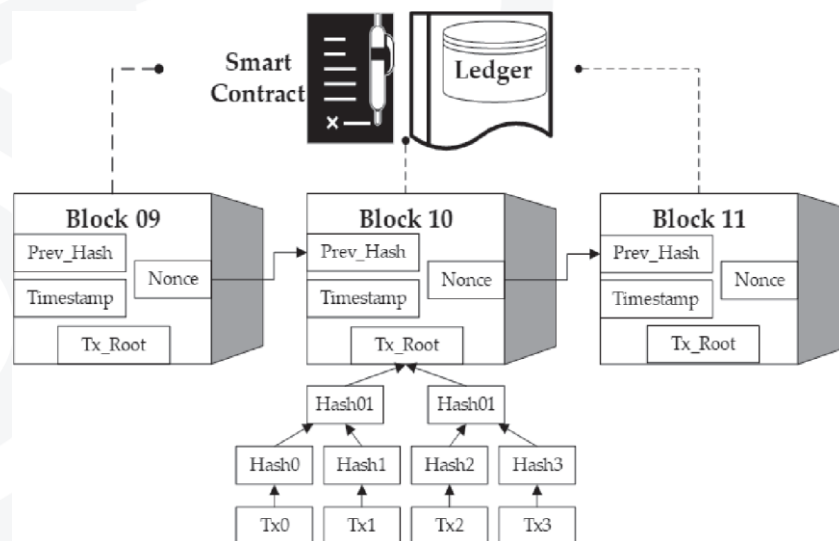 Smart
Contract
Ledger
×
Block 09
Prev_Hash
Nonce
Timestamp
Tx_Root
Block 10
Prev_Hash
Nonce
Timestamp
Tx_Root
Block 11
Prev_Hash
Nonce
Timestamp
Tx_Root
Hash01
Hash01
Hash0
Hash1
Hash2
Hash3
Tx0
Tx1
Tx2
Tx3